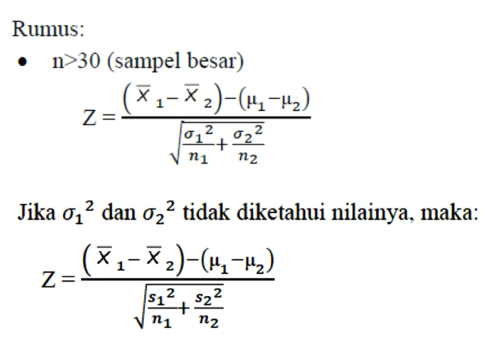 Rumus:
• n>30 (sampel besar)
Z = ((X̅₁ − X̅₂)−(μ₁−μ₂)) / √(σ₁²/n₁ + σ₂²/n₂)
Jika σ₁² dan σ₂² tidak diketahui nilainya, maka:
Z = ((X̅₁ − X̅₂)−(μ₁−μ₂)) / √(s₁²/n₁ + s₂²/n₂)